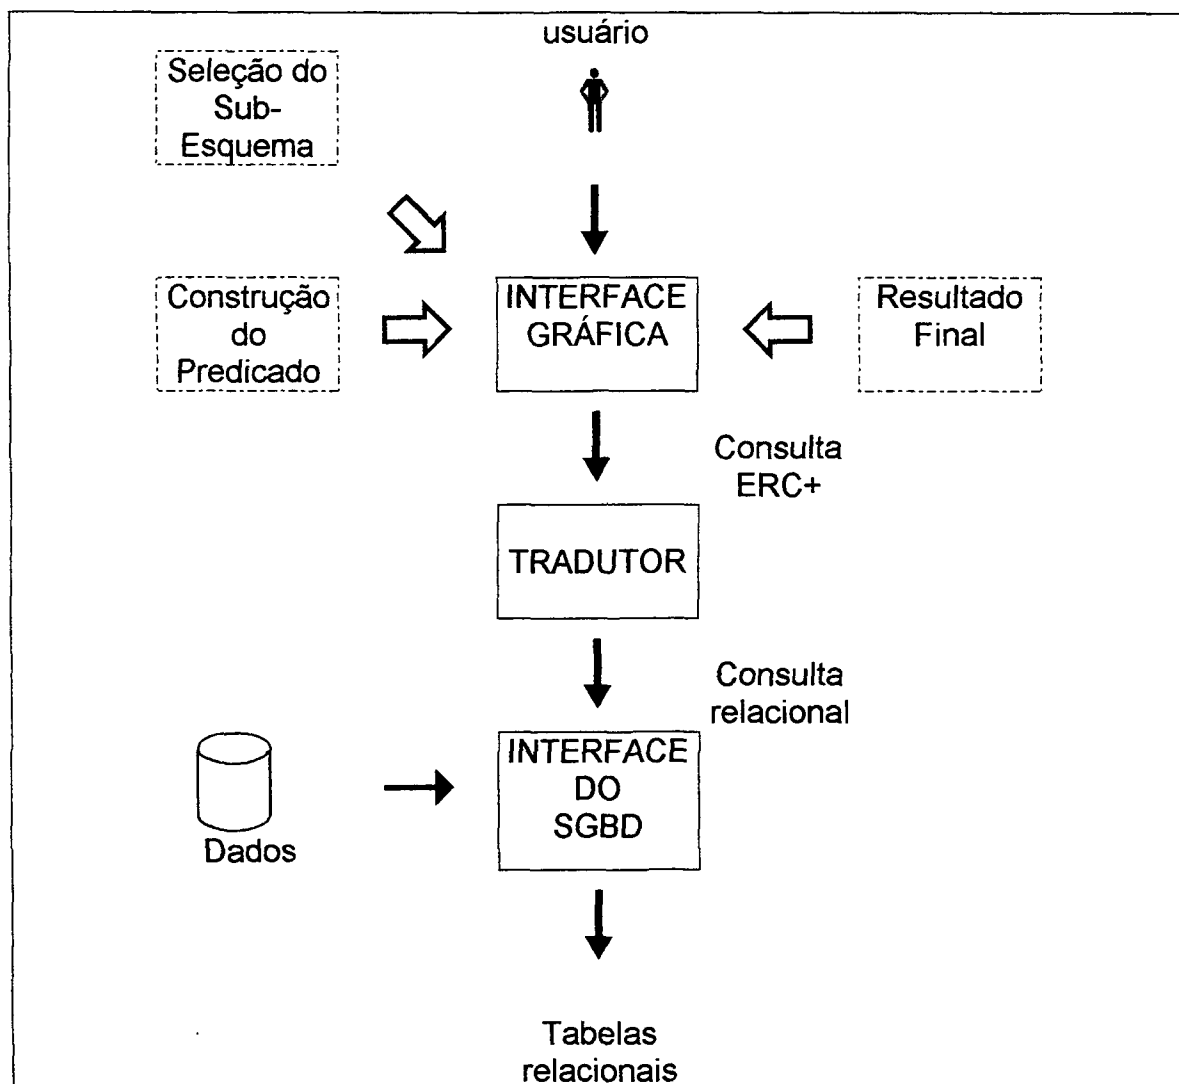 usuário
Seleção do
Sub-
Esquema
Construção
do
Predicado
INTERFACE
GRÁFICA
Resultado
Final
Consulta
ERC+
TRADUTOR
Consulta
relacional
INTERFACE
DO
SGBD
Dados
Tabelas
relacionais